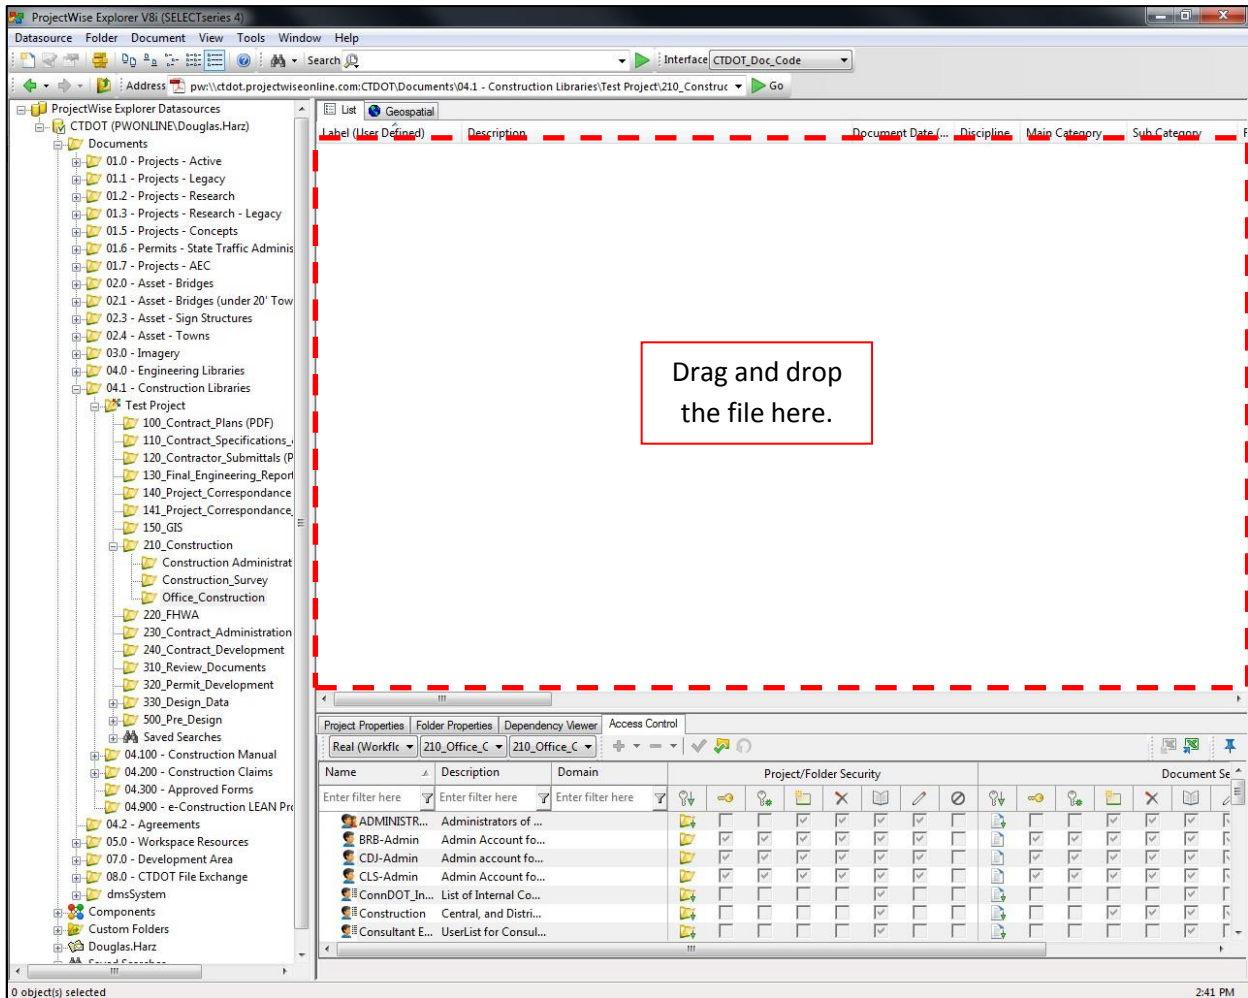 ProjectWise Explorer V8i (SELECTseries 4)
Datasource Folder Document View Tools Window Help
Search Interface CTDOT_Doc_Code
Address pw:\\ctdot.projectwiseonline.com:CTDOT\Documents\04.1 - Construction Libraries\Test Project\210_Construc Go
ProjectWise Explorer Datasources
CTDOT (PWONLINE\Douglas.Harz)
Documents
01.0 - Projects - Active
01.1 - Projects - Legacy
01.2 - Projects - Research
01.3 - Projects - Research - Legacy
01.5 - Projects - Concepts
01.6 - Permits - State Traffic Adminis
01.7 - Projects - AEC
02.0 - Asset - Bridges
02.1 - Asset - Bridges (under 20' Tow
02.3 - Asset - Sign Structures
02.4 - Asset - Towns
03.0 - Imagery
04.0 - Engineering Libraries
04.1 - Construction Libraries
Test Project
100_Contract_Plans (PDF)
110_Contract_Specifications_
120_Contractor_Submittals (P
130_Final_Engineering_Report
140_Project_Correspondance
141_Project_Correspondance_
150_GIS
210_Construction
Construction Administrat
Construction_Survey
Office_Construction
220_FHWA
230_Contract_Administration
240_Contract_Development
310_Review_Documents
320_Permit_Development
330_Design_Data
500_Pre_Design
Saved Searches
04.100 - Construction Manual
04.200 - Construction Claims
04.300 - Approved Forms
04.900 - e-Construction LEAN Pro
04.2 - Agreements
05.0 - Workspace Resources
07.0 - Development Area
08.0 - CTDOT File Exchange
dmsSystem
Components
Custom Folders
Douglas.Harz
Saved Searches
List Geospatial
Label (User Defined) Description Document Date (... Discipline Main Category Sub Category F
Drag and drop
the file here.
Project Properties Folder Properties Dependency Viewer Access Control
Real (Workflc 210_Office_C 210_Office_C
Name Description Domain Project/Folder Security Document Se
Enter filter here Enter filter here Enter filter here
ADMINISTR... Administrators of ...
BRB-Admin Admin Account fo...
CDJ-Admin Admin account fo...
CLS-Admin Admin Account fo...
ConnDOT_In... List of Internal Co...
Construction Central, and Distri...
Consultant E... UserList for Consul...
0 object(s) selected 2:41 PM